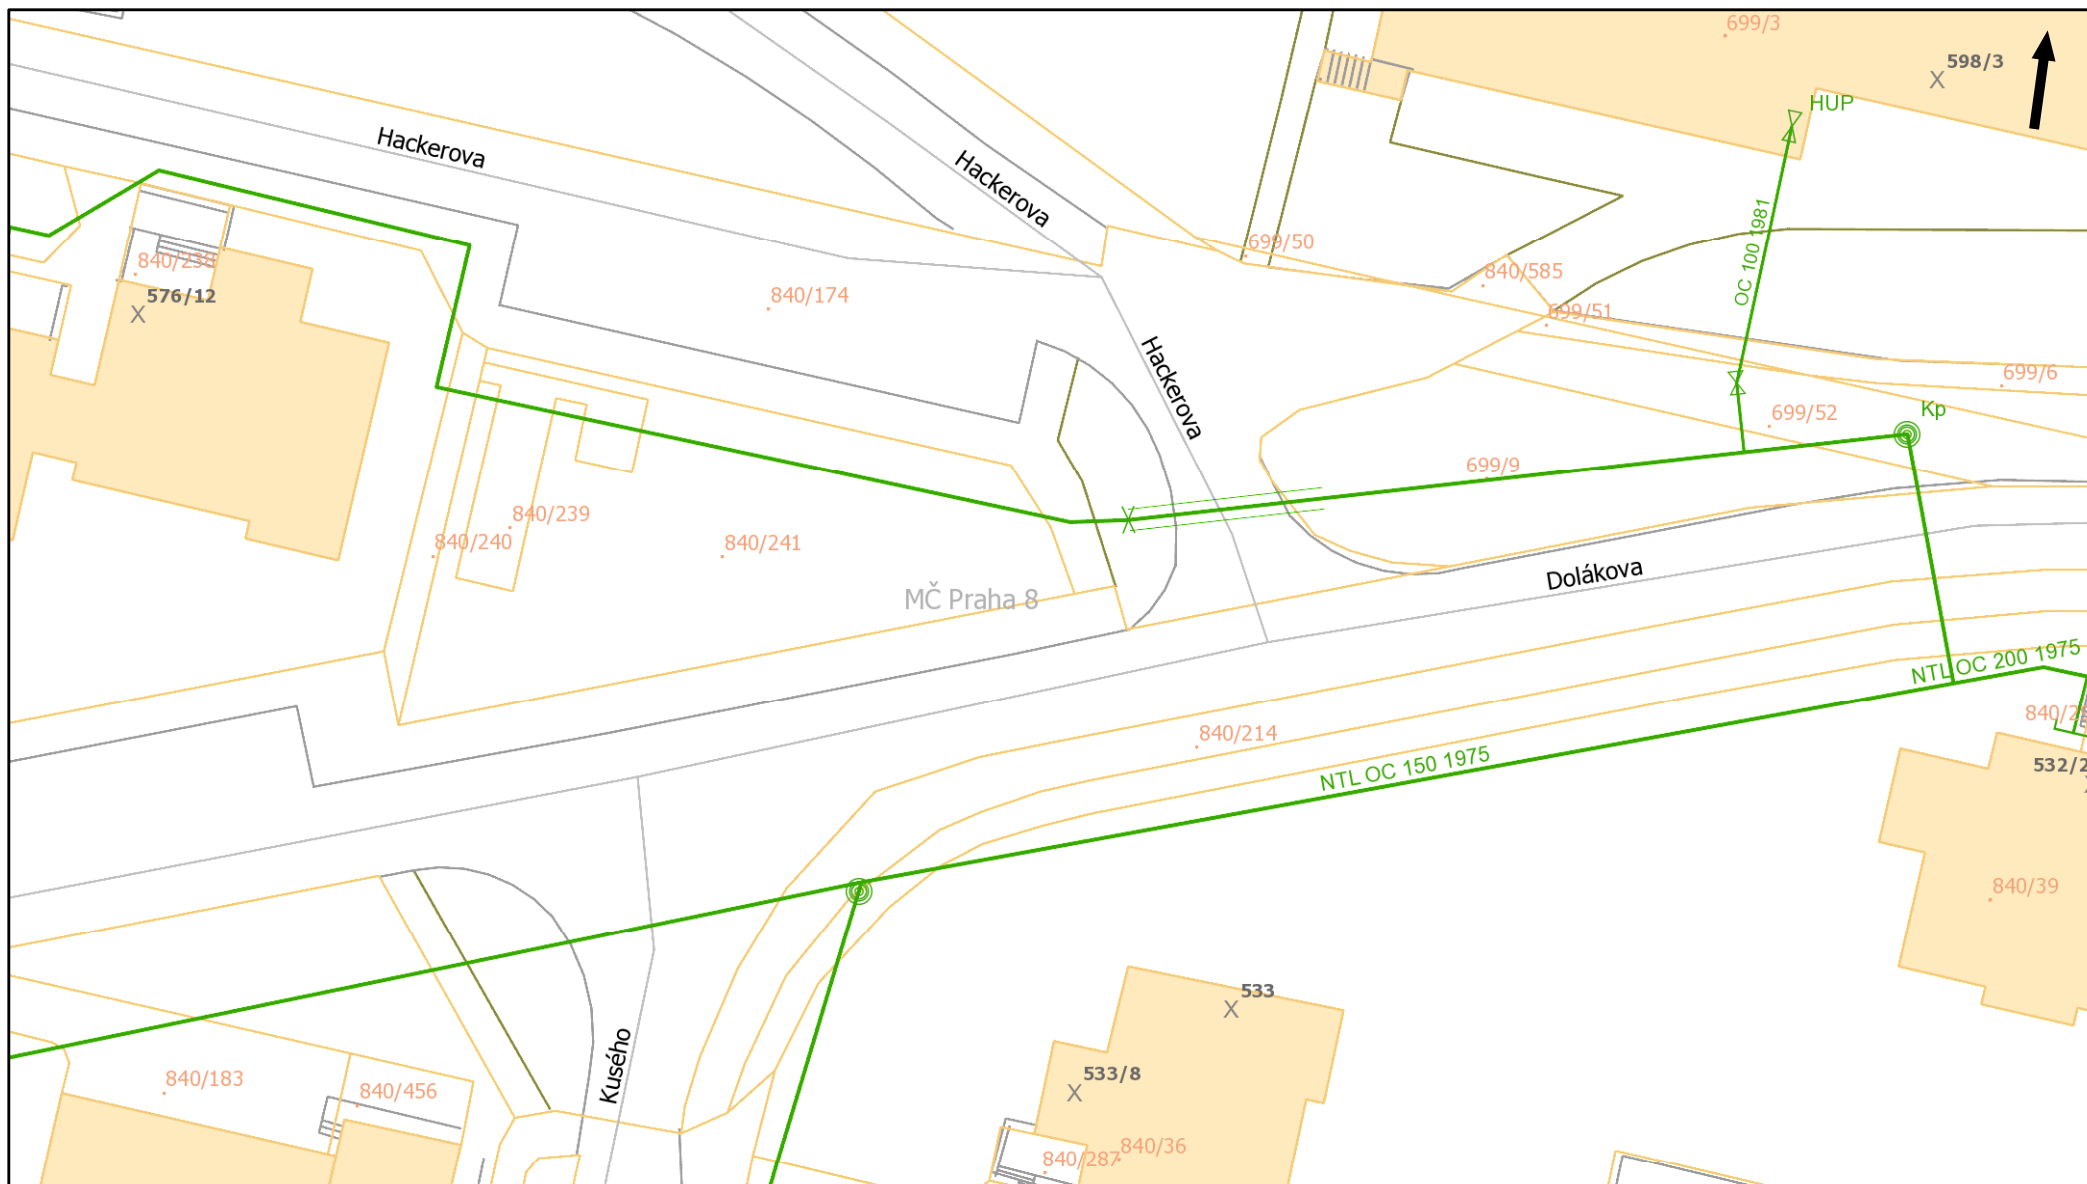 699/3
598/3
HUP
Hackerova
Hackerova
OC 100 1981
699/50
840/238
840/585
576/12
840/174
699/51
Hackerova
699/6
Kp
699/52
699/9
840/239
840/240
840/241
Dolákova
MČ Praha 8
NTL OC 200 1975
840/214
NTL OC 150 1975
532/2
840/39
533
Kusého
533/8
840/183
840/456
840/36
840/287